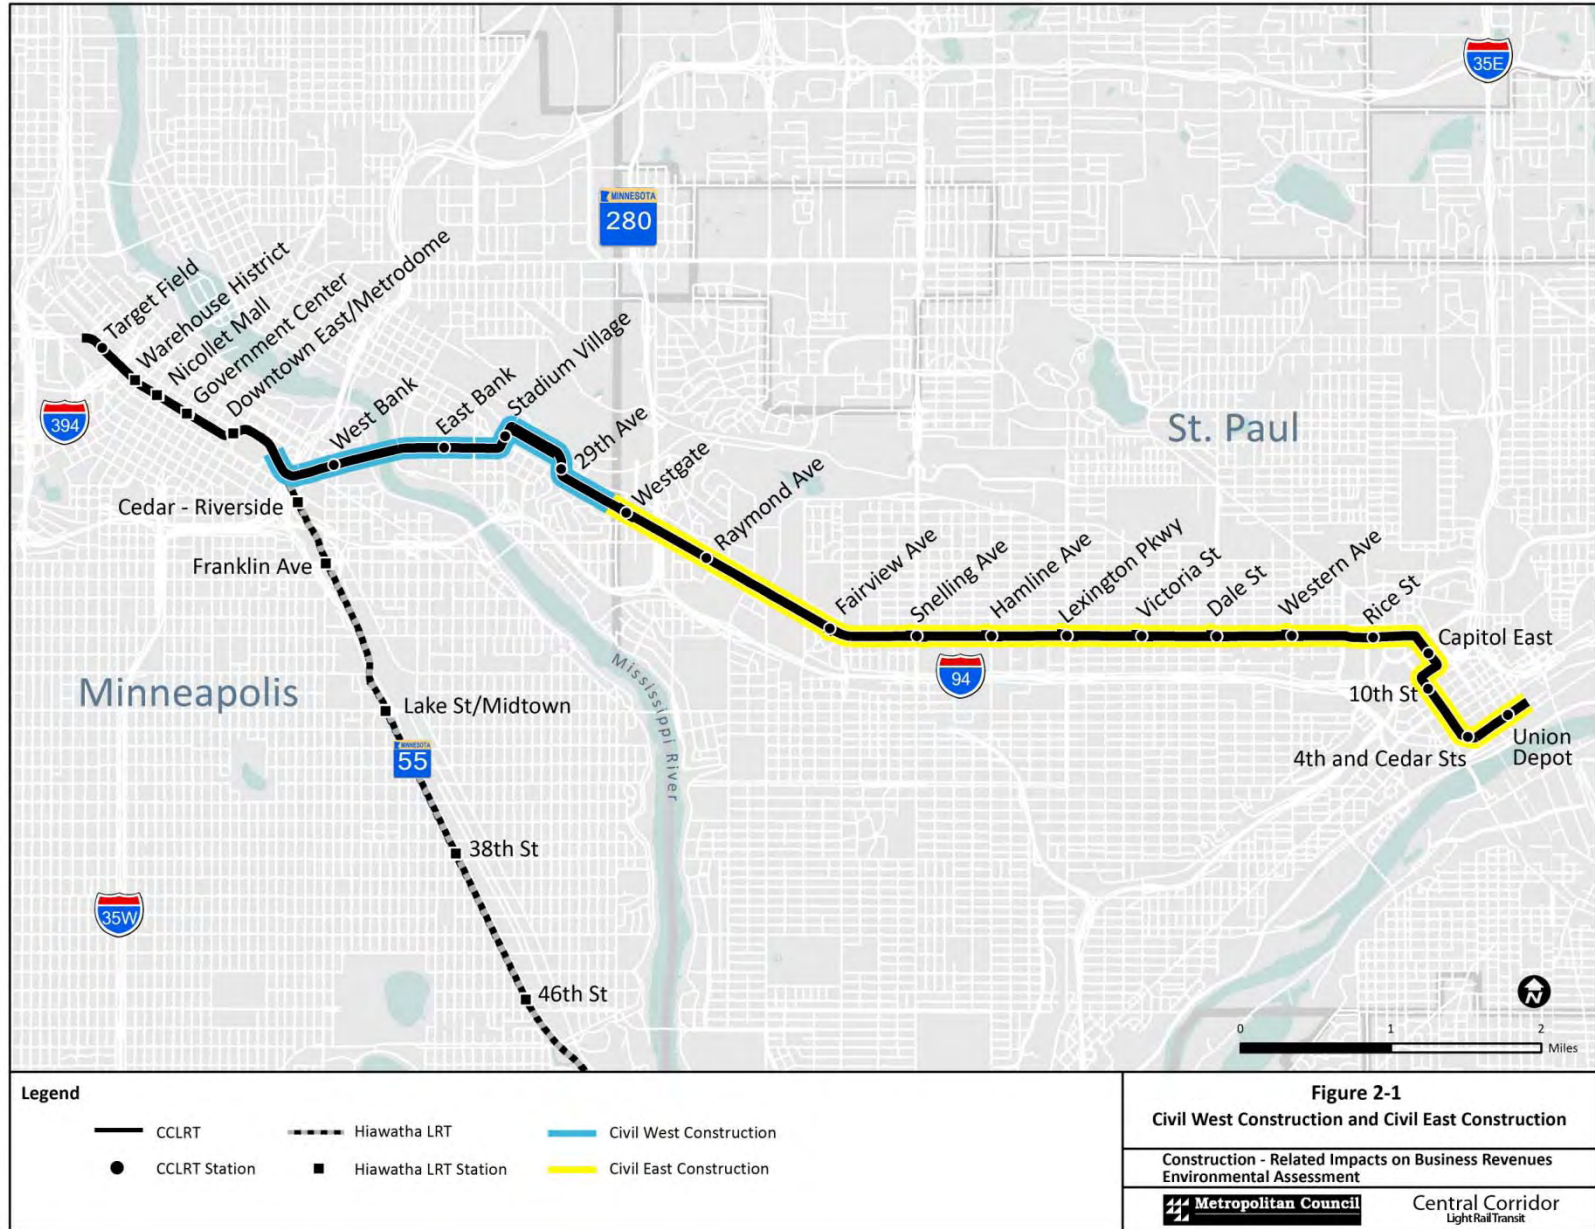 35E
MINNESOTA
280
Target Field
Warehouse Histrict
Nicollet Mall
Government Center
Downtown East/Metrodome
West Bank
East Bank
Stadium Village
29th Ave
Westgate
Raymond Ave
Fairview Ave
Snelling Ave
Hamline Ave
Lexington Pkwy
Victoria St
Dale St
Western Ave
Rice St
Capitol East
10th St
4th and Cedar Sts
Union
Depot
St. Paul
394
Cedar - Riverside
Franklin Ave
Minneapolis
Mississippi River
94
Lake St/Midtown
MINNESOTA
55
38th St
35W
46th St
N
0 1 2
Miles
Legend
CCLRT
Hiawatha LRT
Civil West Construction
CCLRT Station
Hiawatha LRT Station
Civil East Construction
Figure 2-1
Civil West Construction and Civil East Construction
Construction - Related Impacts on Business Revenues
Environmental Assessment
Metropolitan Council
Central Corridor
Light Rail Transit